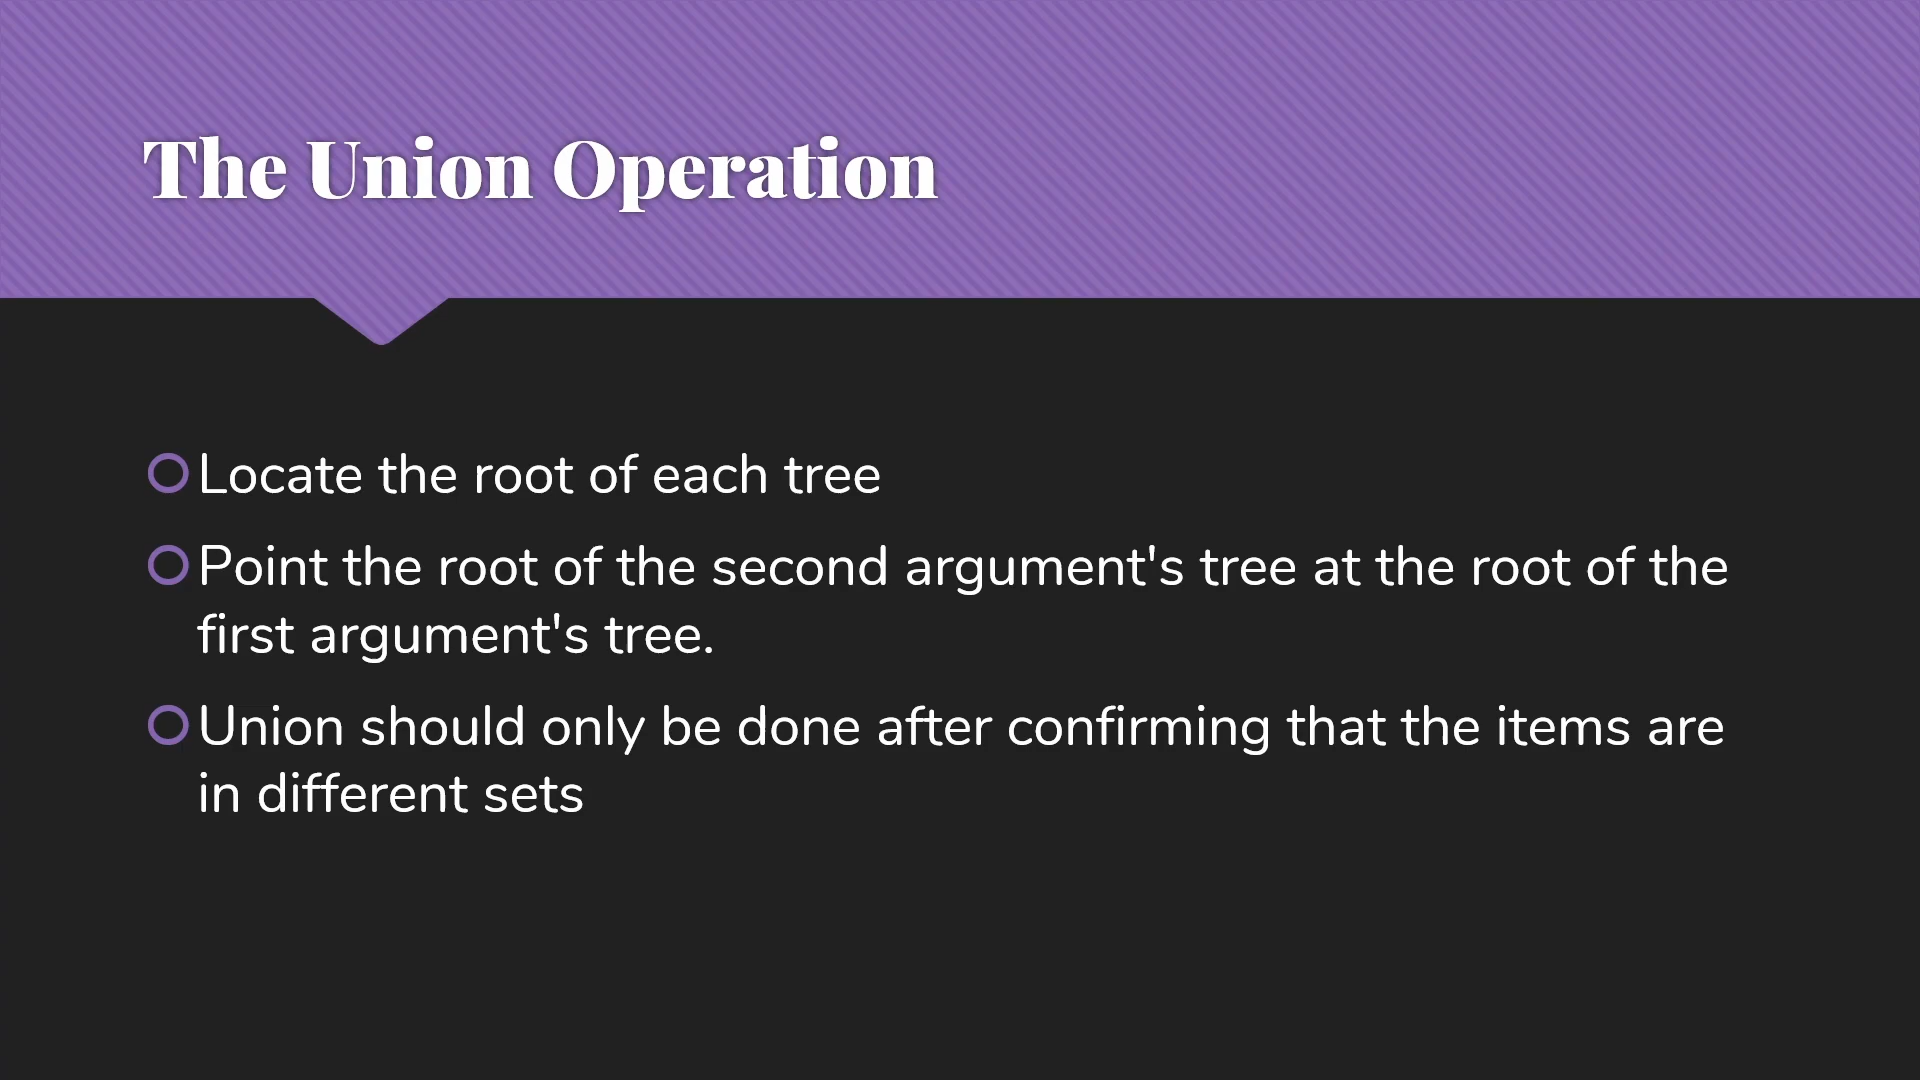 The Union Operation
Locate the root of each tree
Point the root of the second argument's tree at the root of the
first argument's tree.
Union should only be done after confirming that the items are
in different sets